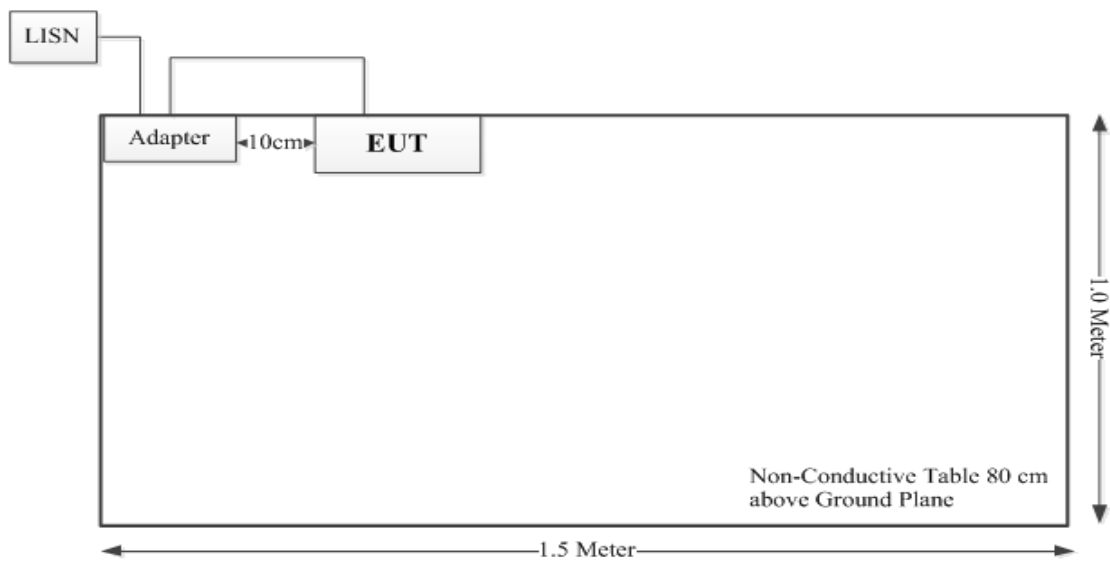 LISN
Adapter
10cm
EUT
1.0 Meter
Non-Conductive Table 80 cm
above Ground Plane
1.5 Meter